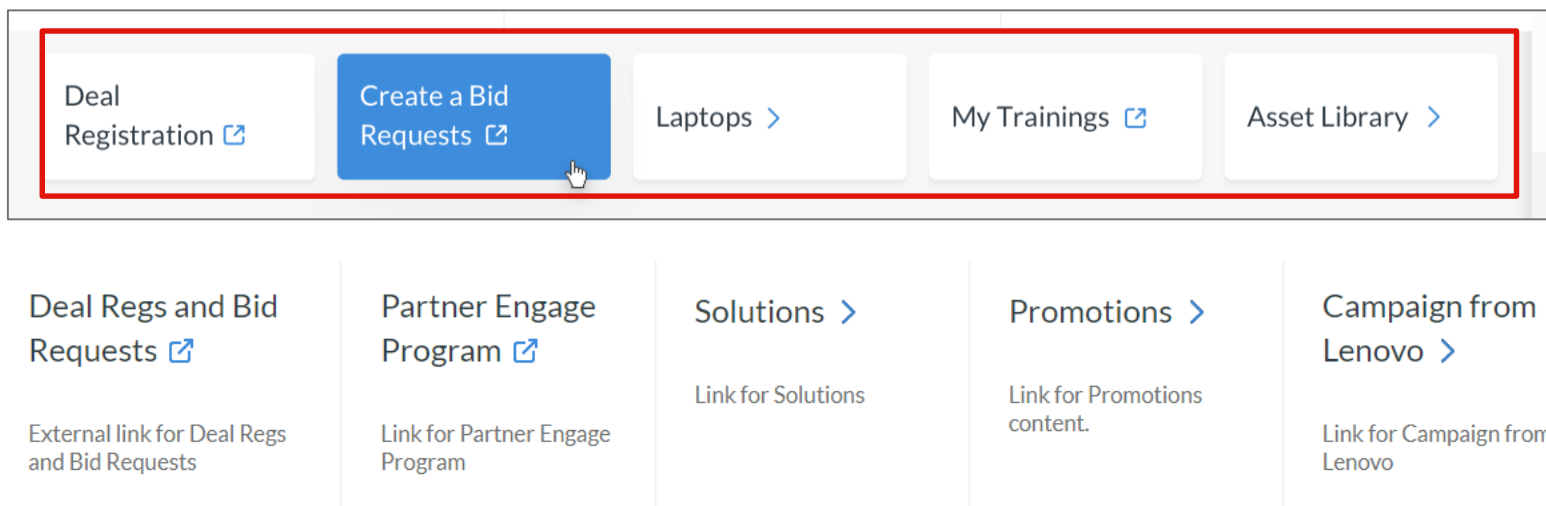 Deal
Registration
Create a Bid
Requests
Laptops
My Trainings
Asset Library
Deal Regs and Bid
Requests
External link for Deal Regs
and Bid Requests
Partner Engage
Program
Link for Partner Engage
Program
Solutions
Link for Solutions
Promotions
Link for Promotions
content.
Campaign from
Lenovo
Link for Campaign from
Lenovo